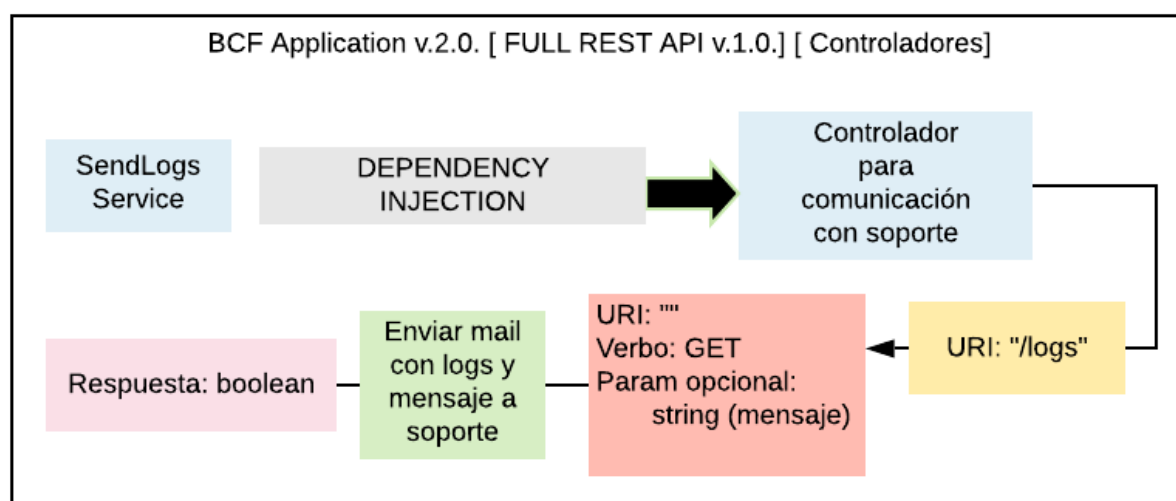 BCF Application v.2.0. [ FULL REST API v.1.0.] [ Controladores]
SendLogs
Service
DEPENDENCY
INJECTION
Controlador
para
comunicación
con soporte
URI: "/logs"
URI: ""
Verbo: GET
Param opcional:
string (mensaje)
Enviar mail
con logs y
mensaje a
soporte
Respuesta: boolean